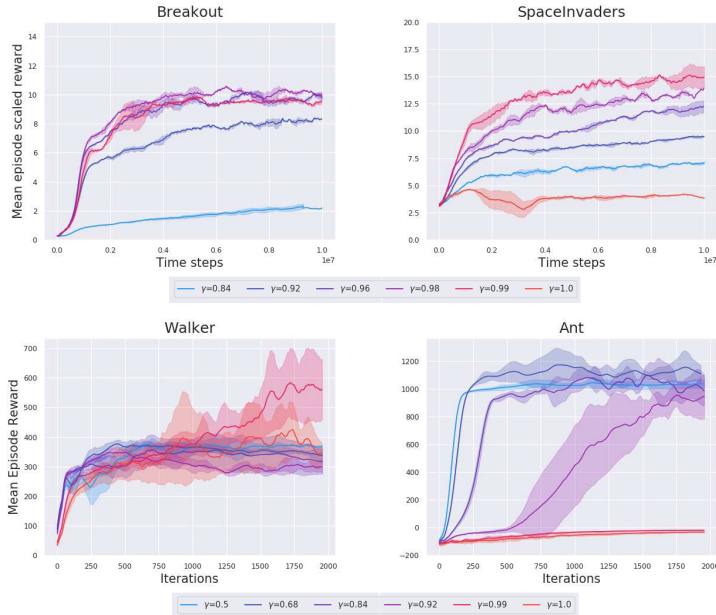 Breakout
SpaceInvaders
Mean episode scaled reward
14
12
10
8
6
4
2
0
20.0
17.5
15.0
12.5
10.0
7.5
5.0
2.5
0.0
0.0 0.2 0.4 0.6 0.8 1.0
1e7
0.0 0.2 0.4 0.6 0.8 1.0
1e7
Time steps
Time steps
γ=0.84 γ=0.92 γ=0.96 γ=0.98 γ=0.99 γ=1.0
Walker
Ant
Mean Episode Reward
700
600
500
400
300
200
100
0
1200
1000
800
600
400
200
0
−200
0 250 500 750 1000 1250 1500 1750 2000
0 250 500 750 1000 1250 1500 1750 2000
Iterations
Iterations
γ=0.5 γ=0.68 γ=0.84 γ=0.92 γ=0.99 γ=1.0